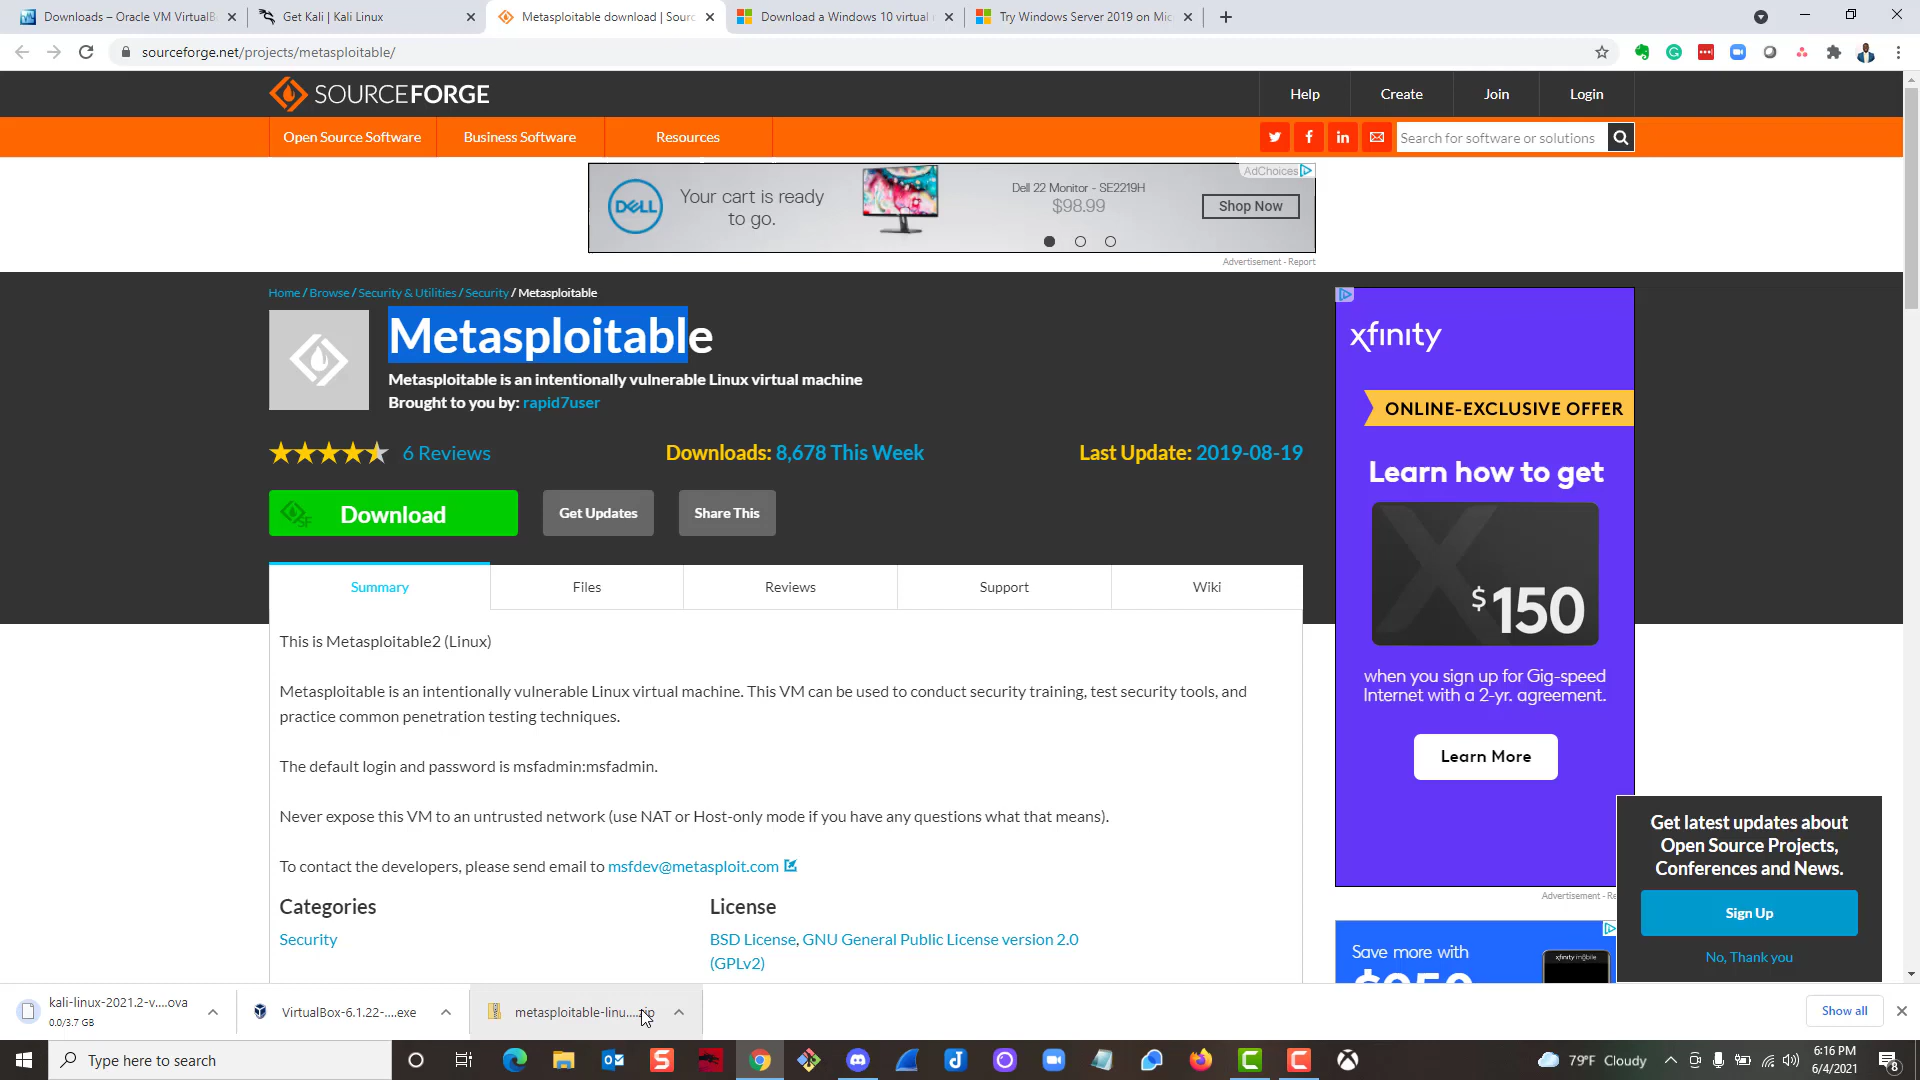 Downloads – Oracle VM VirtualB
Get Kali | Kali Linux
Metasploitable download | Sourc
Download a Windows 10 virtual
Try Windows Server 2019 on Mic
sourceforge.net/projects/metasploitable/
SOURCEFORGE
Help
Create
Join
Login
Open Source Software
Business Software
Resources
Search for software or solutions
AdChoices
DELL
Your cart is ready
to go.
Dell 22 Monitor - SE2219H
$98.99
Shop Now
Advertisement - Report
Home / Browse / Security & Utilities / Security / Metasploitable
Metasploitable
Metasploitable is an intentionally vulnerable Linux virtual machine
Brought to you by: rapid7user
6 Reviews
Downloads: 8,678 This Week
Last Update: 2019-08-19
SF
Download
Get Updates
Share This
Summary
Files
Reviews
Support
Wiki
This is Metasploitable2 (Linux)
Metasploitable is an intentionally vulnerable Linux virtual machine. This VM can be used to conduct security training, test security tools, and
practice common penetration testing techniques.
The default login and password is msfadmin:msfadmin.
Never expose this VM to an untrusted network (use NAT or Host-only mode if you have any questions what that means).
To contact the developers, please send email to msfdev@metasploit.com
Categories
Security
License
BSD License, GNU General Public License version 2.0
(GPLv2)
xfinity
ONLINE-EXCLUSIVE OFFER
Learn how to get
$150
when you sign up for Gig-speed
Internet with a 2-yr. agreement.
Learn More
Advertisement - Re
Save more with
xfinity mobile
Get latest updates about
Open Source Projects,
Conferences and News.
Sign Up
No, Thank you
kali-linux-2021.2-v....ova
0.0/3.7 GB
VirtualBox-6.1.22-....exe
metasploitable-linu....zip
Show all
Type here to search
79°F Cloudy
6:16 PM
6/4/2021
8